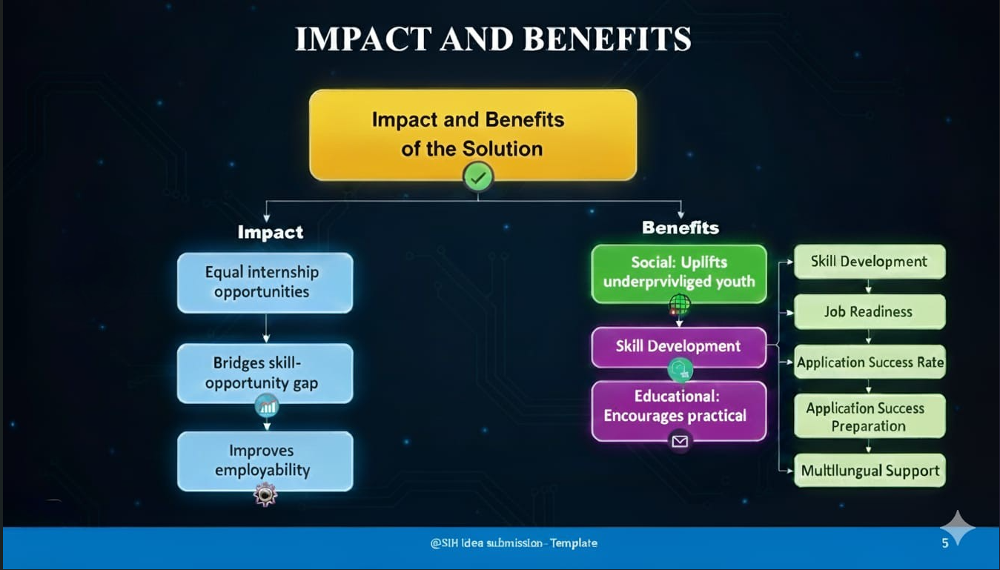 IMPACT AND BENEFITS
Impact and Benefits
of the Solution
Impact
Equal internship
opportunities
Bridges skill-
opportunity gap
Improves
employability
Benefits
Social: Uplifts
underprvivliged youth
Skill Development
Educational:
Encourages practical
Skill Development
Job Readiness
Application Success Rate
Application Success
Preparation
Multllungual Support
@SIH Idea submission- Template
5